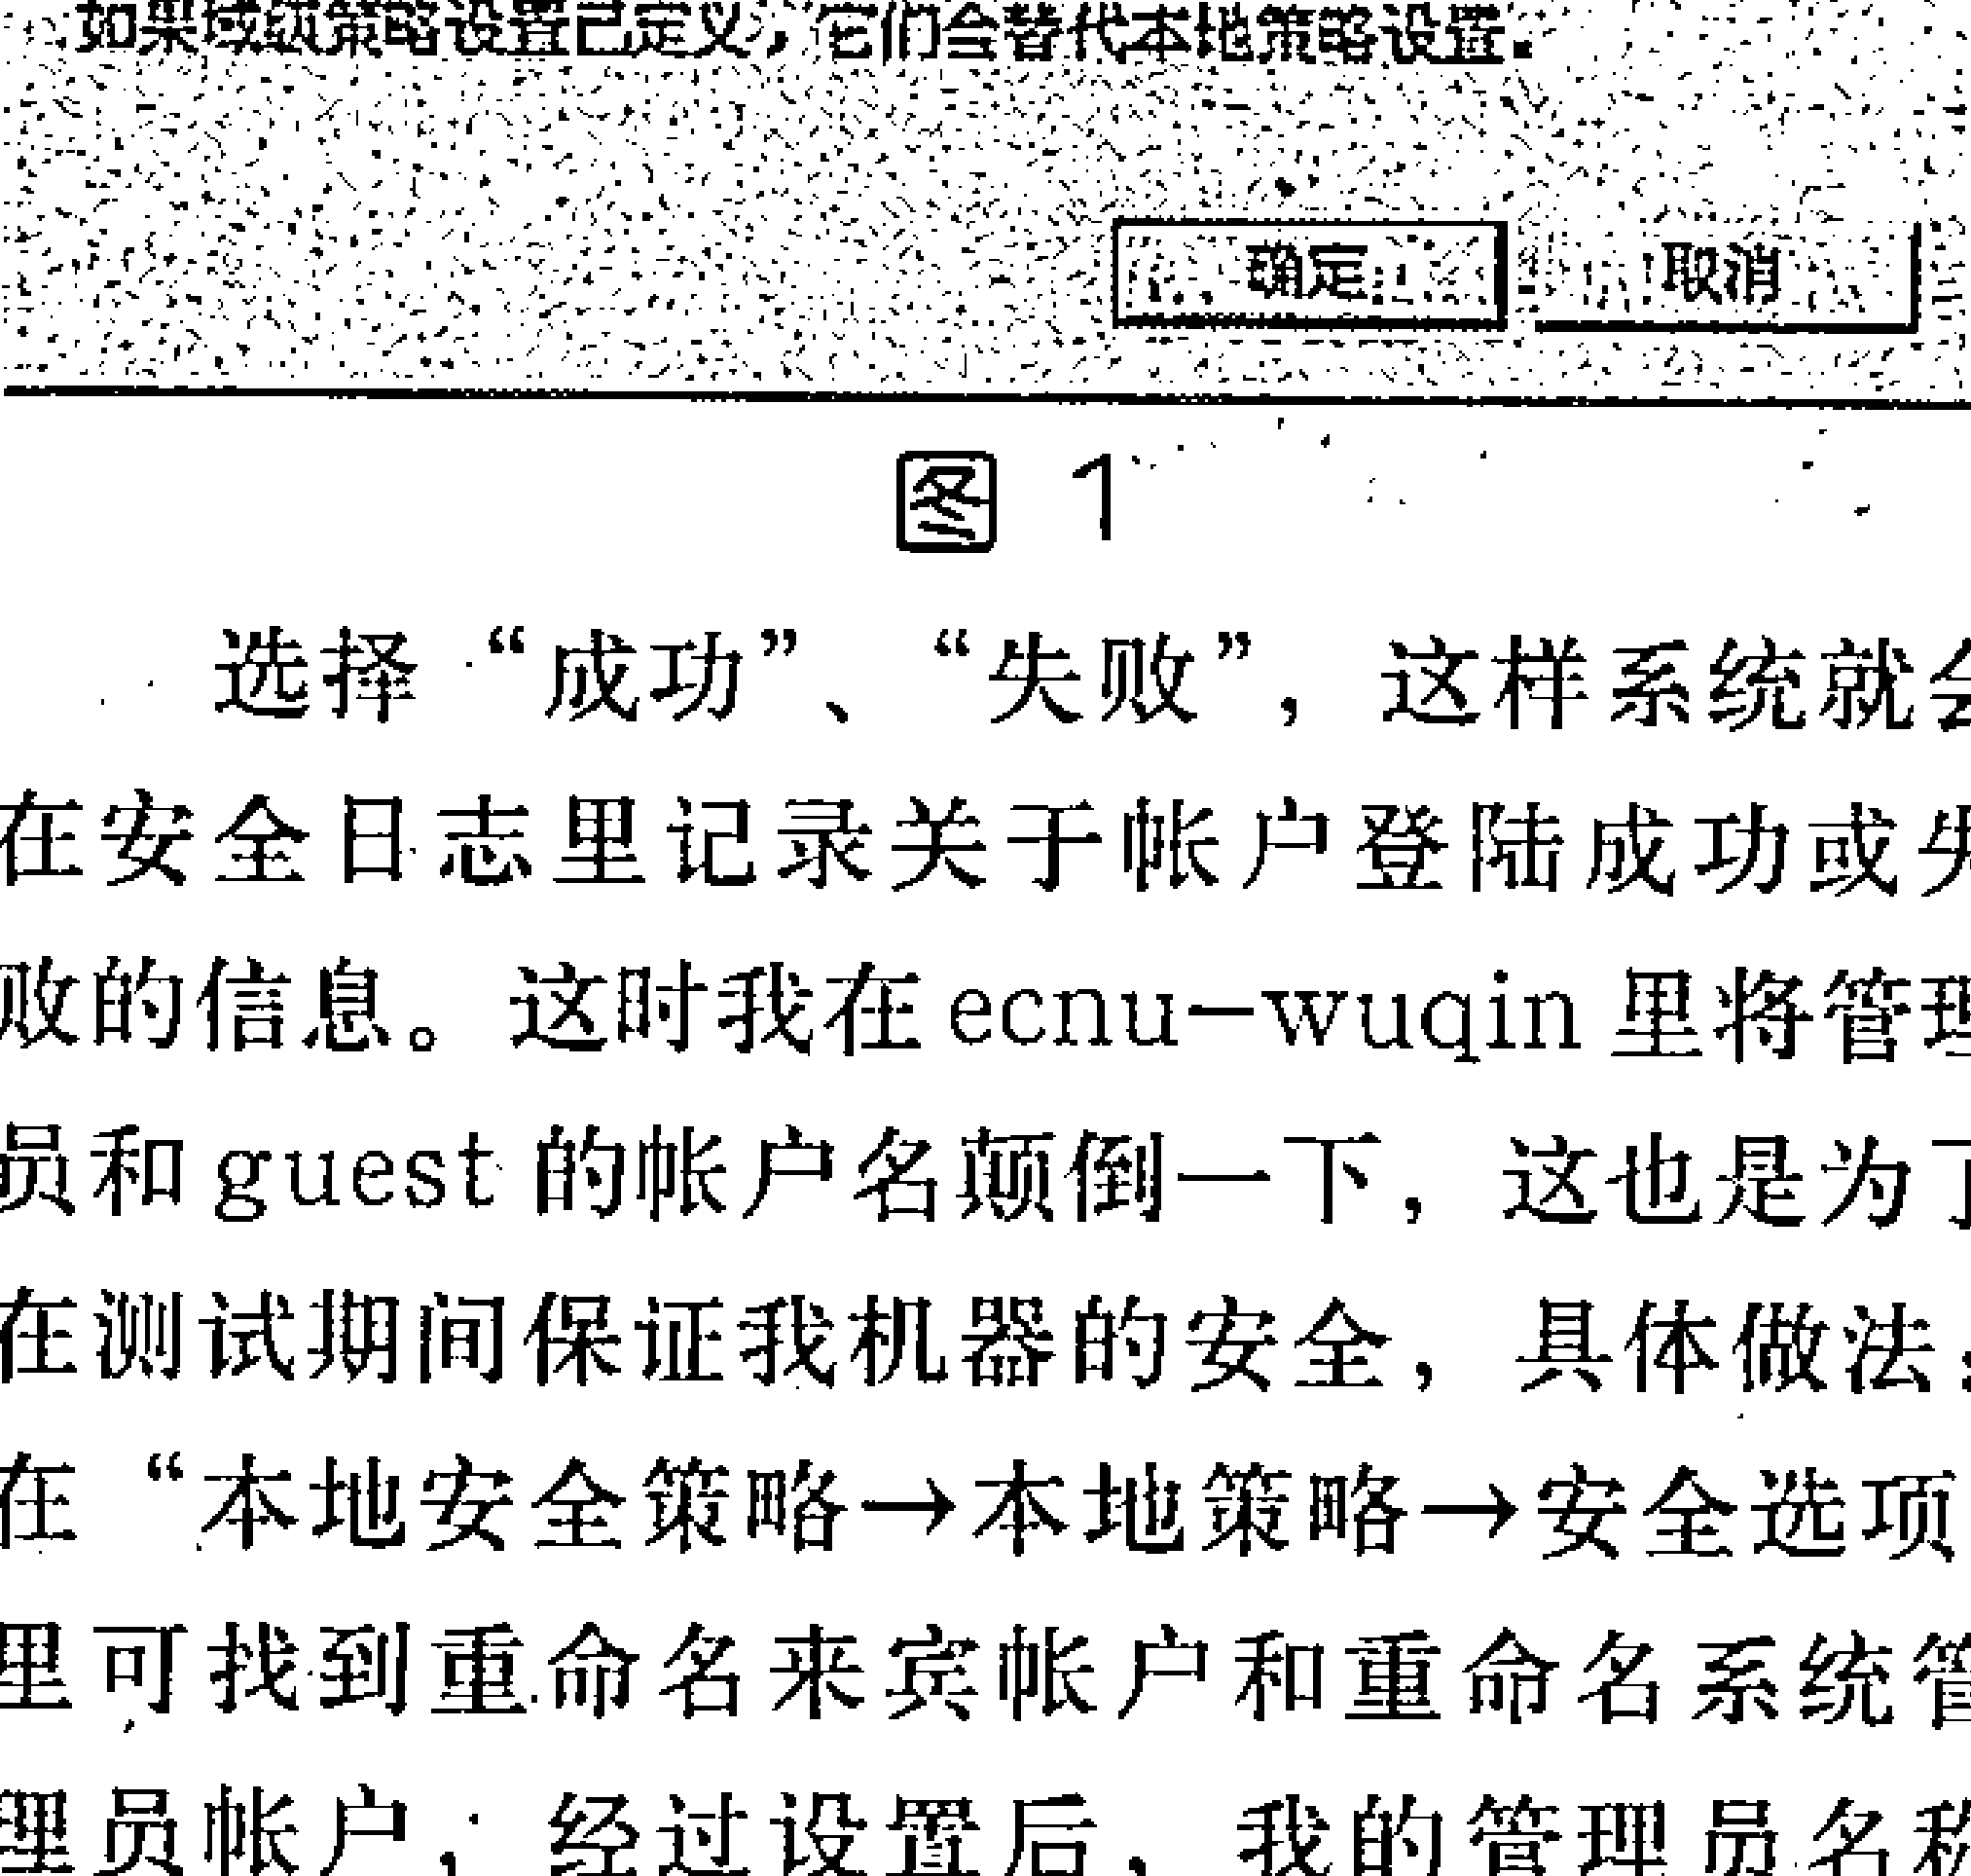 如果域级策略设置已定义，它们会替代本地策略设置。
确定 取消
图 1
选择“成功”、“失败”，这样系统就会
在安全日志里记录关于帐户登陆成功或失
败的信息。这时我在ecnu-wuqin里将管理
员和guest的帐户名颠倒一下，这也是为了
在测试期间保证我机器的安全，具体做法：
在“本地安全策略→本地策略→安全选项
里可找到重命名来宾帐户和重命名系统管
理员帐户，经过设置后，我的管理员名称